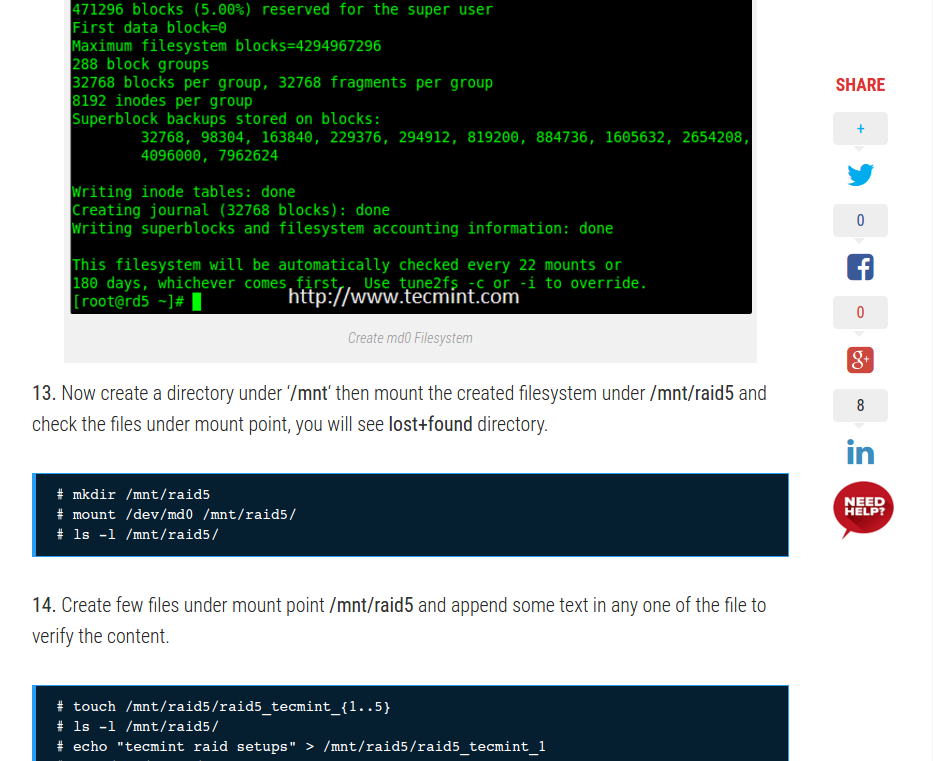 471296 blocks (5.00%) reserved for the super user
First data block=0
Maximum filesystem blocks=4294967296
288 block groups
32768 blocks per group, 32768 fragments per group
8192 inodes per group
Superblock backups stored on blocks:
32768, 98304, 163840, 229376, 294912, 819200, 884736, 1605632, 2654208,
4096000, 7962624
Writing inode tables: done
Creating journal (32768 blocks): done
Writing superblocks and filesystem accounting information: done
This filesystem will be automatically checked every 22 mounts or
180 days, whichever comes first. Use tune2fs -c or -i to override.
[root@rd5 ~]#
http://www.tecmint.com
Create md0 Filesystem
13. Now create a directory under ‘/mnt‘ then mount the created filesystem under /mnt/raid5 and
check the files under mount point, you will see lost+found directory.
# mkdir /mnt/raid5
# mount /dev/md0 /mnt/raid5/
# ls -l /mnt/raid5/
14. Create few files under mount point /mnt/raid5 and append some text in any one of the file to
verify the content.
# touch /mnt/raid5/raid5_tecmint_{1..5}
# ls -l /mnt/raid5/
# echo "tecmint raid setups" > /mnt/raid5/raid5_tecmint_1
SHARE
+
0
0
g+
8
in
NEED
HELP?